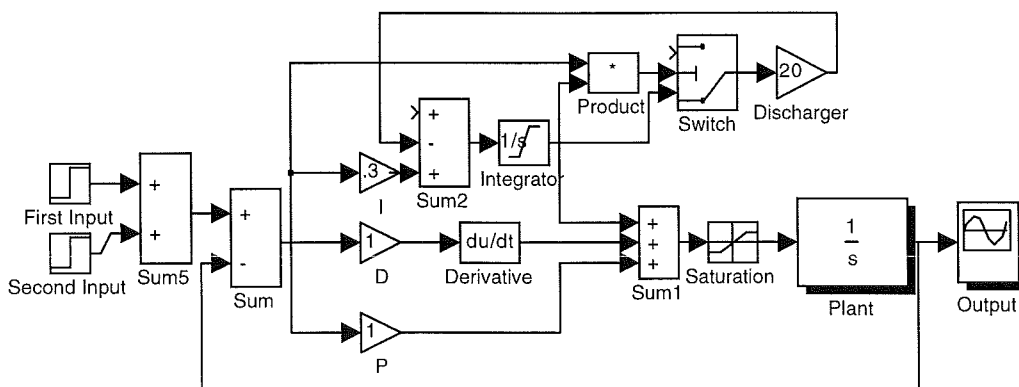 *
Product
Switch
20
Discharger
+
-
+
Sum2
1/s
Integrator
.3
I
First Input
Second Input
+
+
Sum5
+
-
Sum
1
D
du/dt
Derivative
1
P
+
+
+
Sum1
Saturation
1
s
Plant
Output